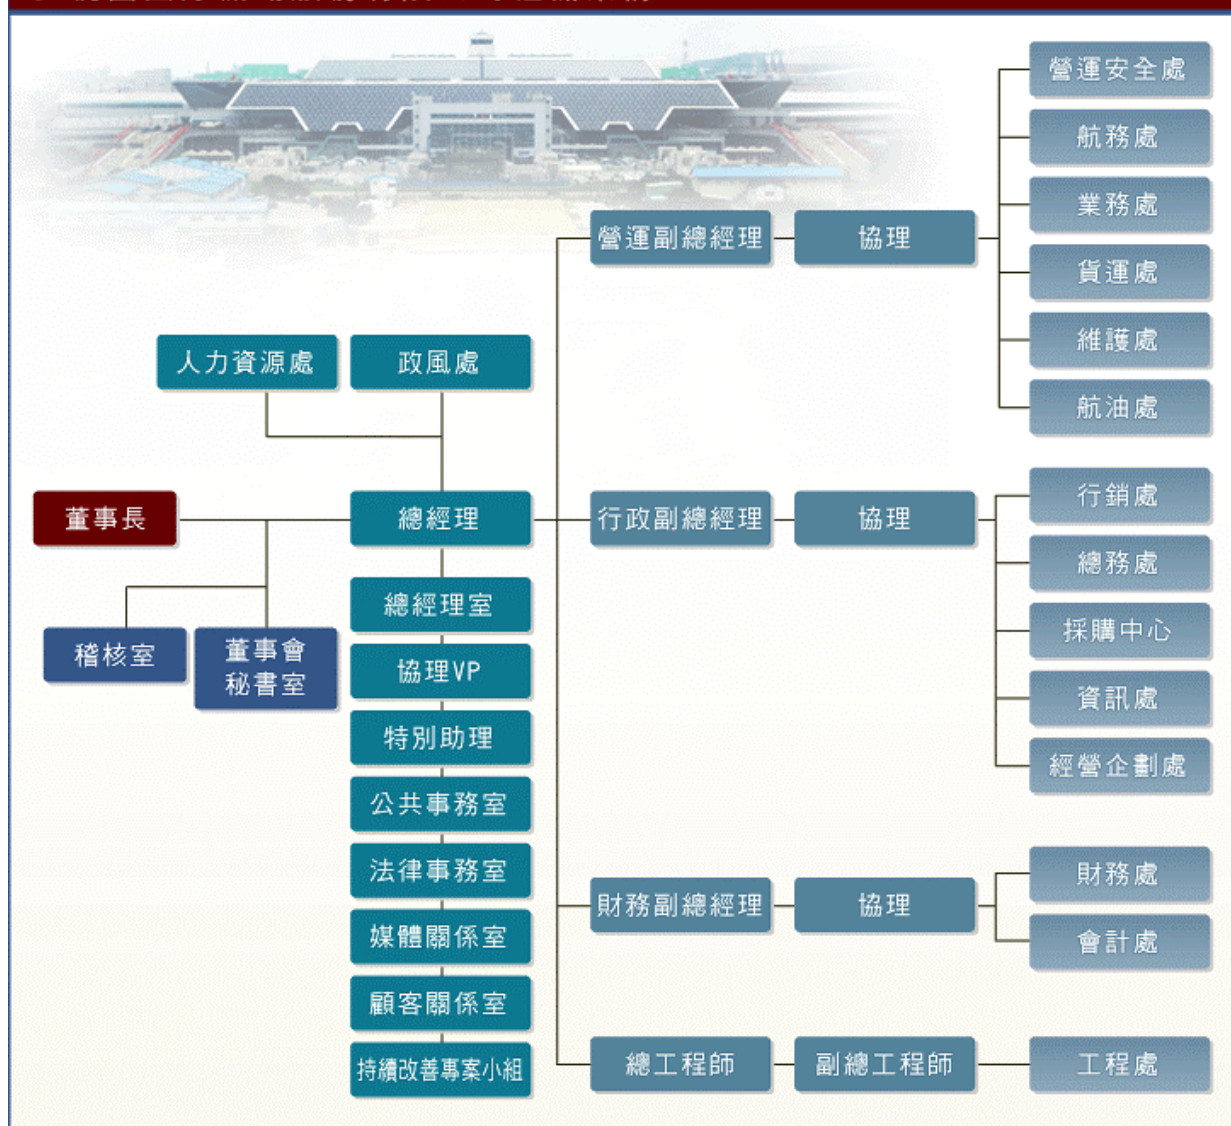 營運安全處
航務處
業務處
貨運處
維護處
航油處
營運副總經理
協理
人力資源處
政風處
董事長
總經理
行政副總經理
協理
行銷處
總務處
採購中心
資訊處
經營企劃處
稽核室
董事會
秘書室
總經理室
協理VP
特別助理
公共事務室
法律事務室
媒體關係室
顧客關係室
持續改善專案小組
財務副總經理
協理
財務處
會計處
總工程師
副總工程師
工程處